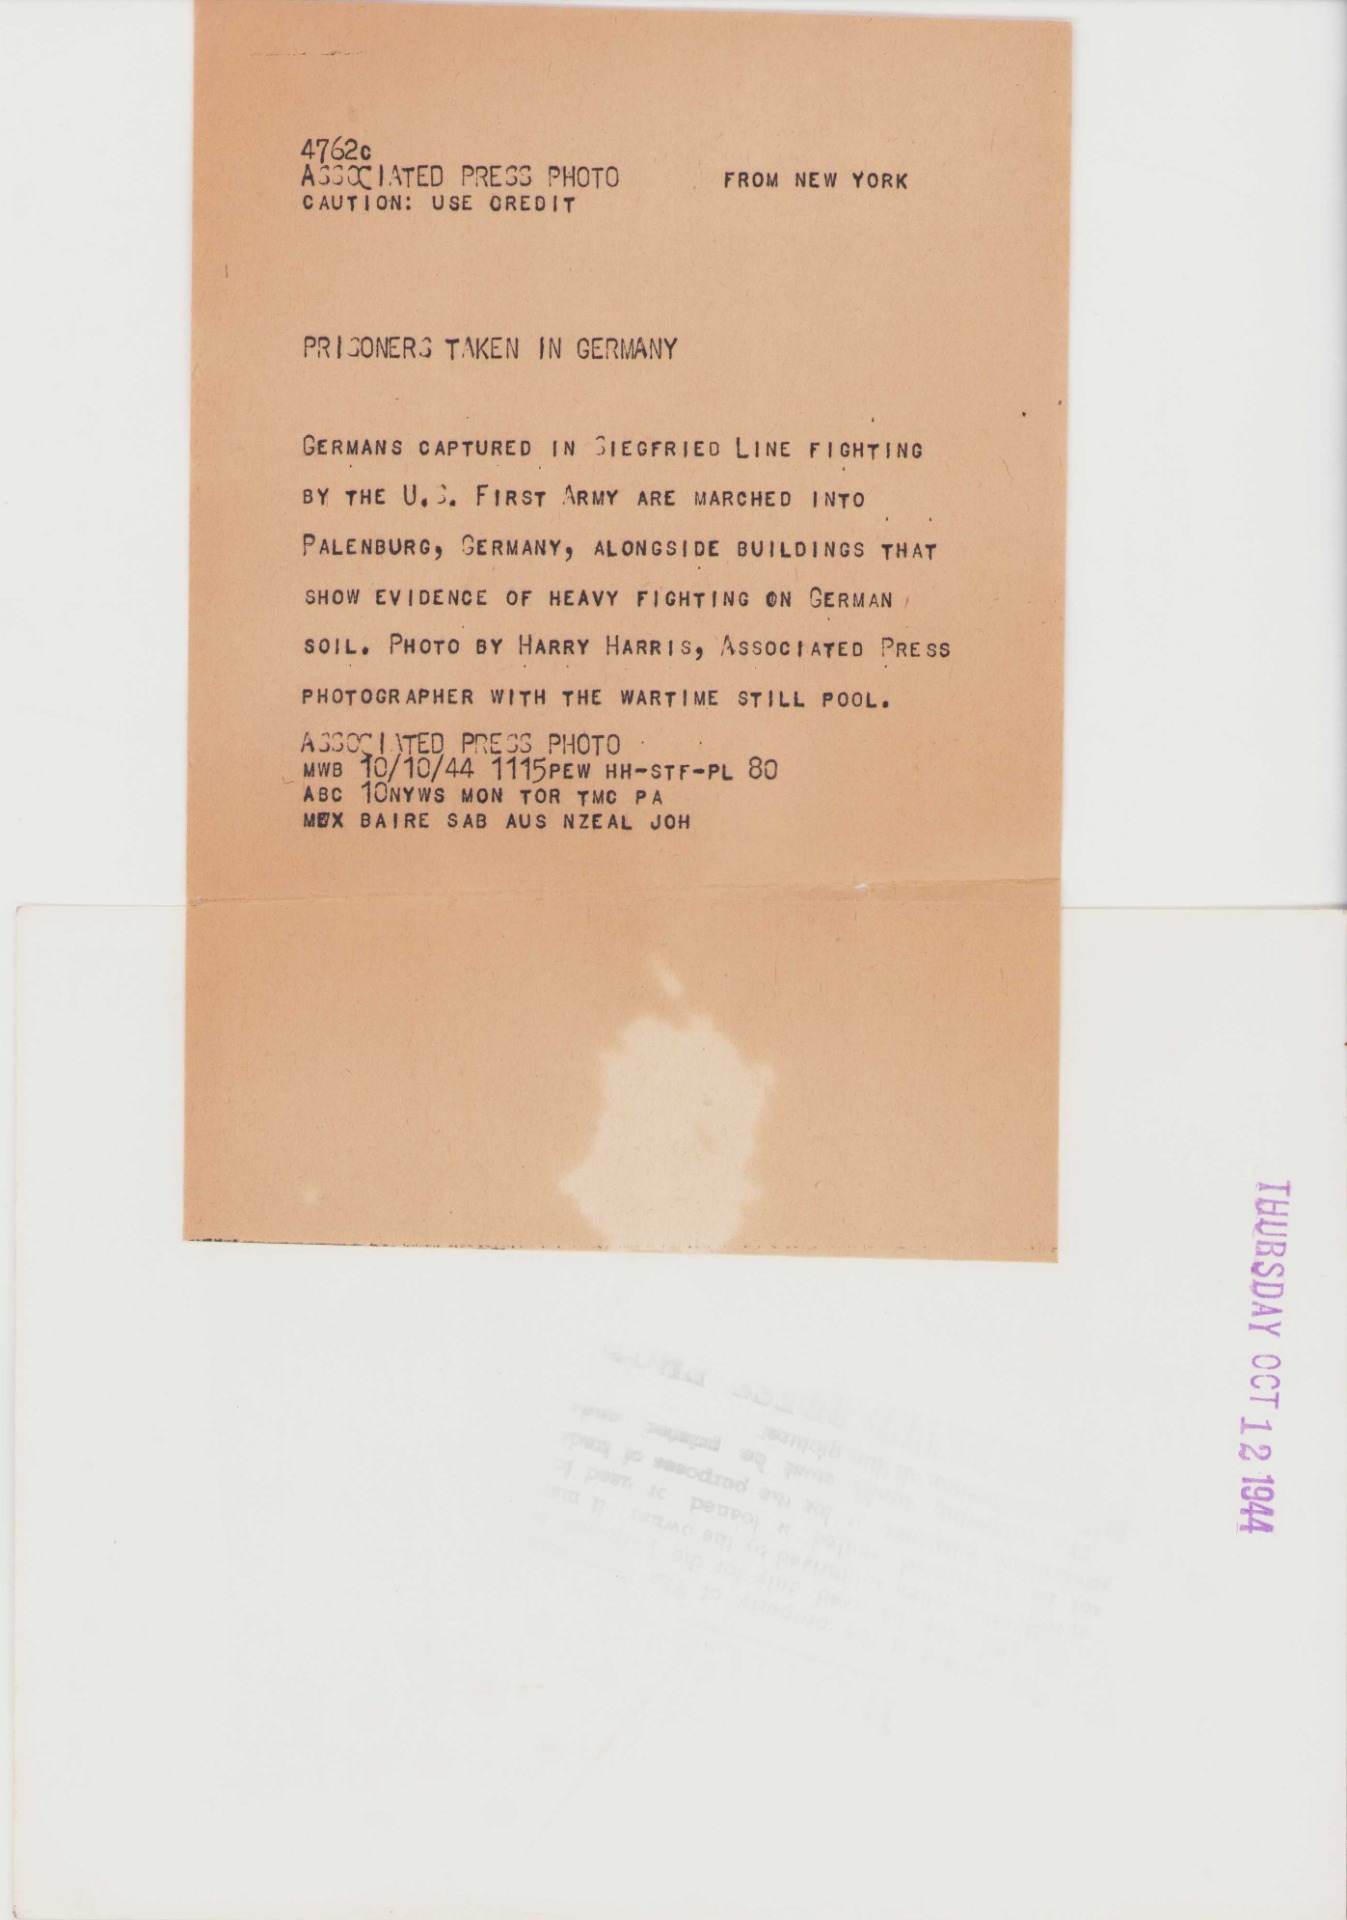 4762c
ASSOCIATED PRESS PHOTO FROM NEW YORK
CAUTION: USE CREDIT
PRISONERS TAKEN IN GERMANY
GERMANS CAPTURED IN SIEGFRIED LINE FIGHTING
BY THE U.S. FIRST ARMY ARE MARCHED INTO
PALENBURG, GERMANY, ALONGSIDE BUILDINGS THAT
SHOW EVIDENCE OF HEAVY FIGHTING ON GERMAN
SOIL. PHOTO BY HARRY HARRIS, ASSOCIATED PRESS
PHOTOGRAPHER WITH THE WARTIME STILL POOL.
ASSOCIATED PRESS PHOTO
MWB 10/10/44 1115PEW HH-STF-PL 80
ABC 10NYWS MON TOR TMC PA
MEX BAIRE SAB AUS NZEAL JOH
THURSDAY OCT 12 1944